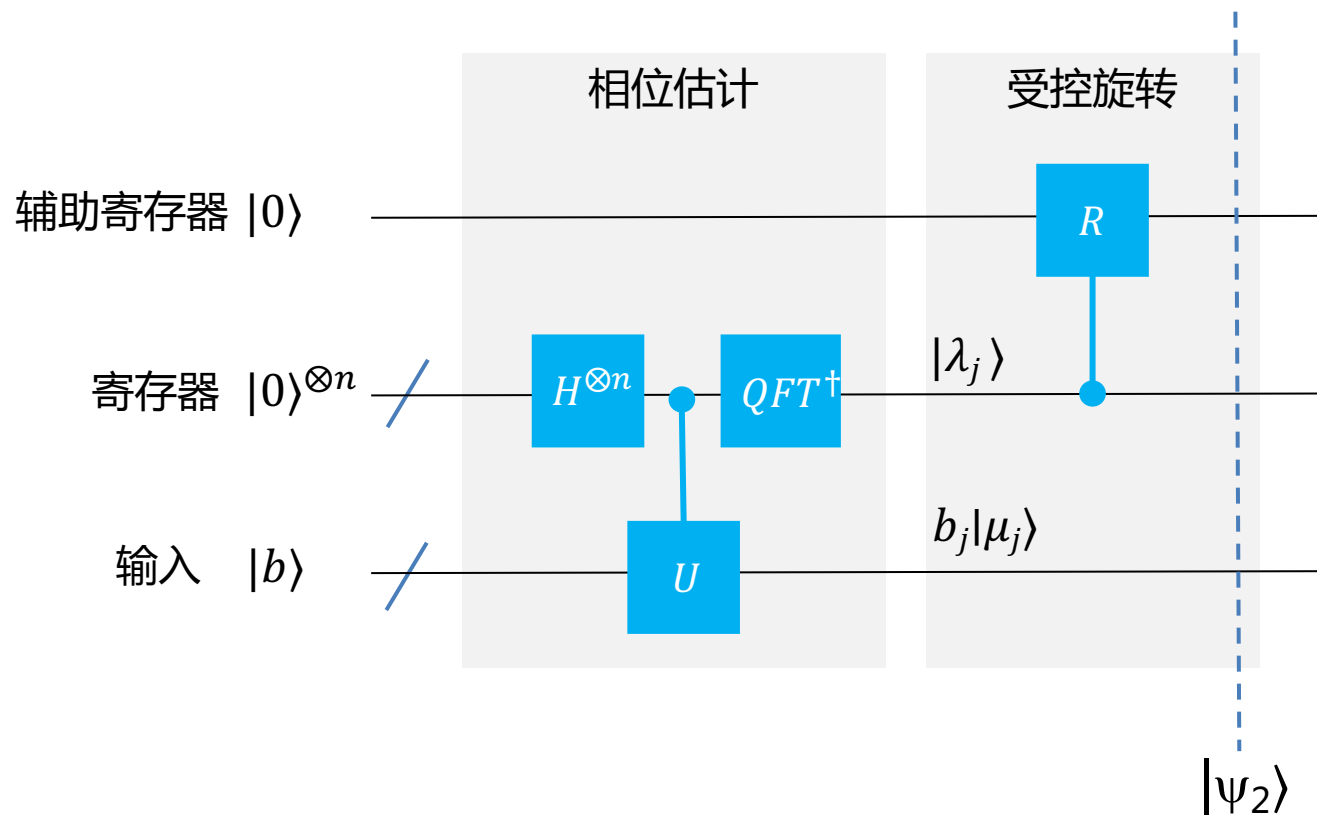 相位估计
受控旋转
辅助寄存器 |0⟩
R
寄存器 |0⟩⊗n
H⊗n
QFT†
|λj⟩
输入 |b⟩
U
bj|μj⟩
|ψ2⟩